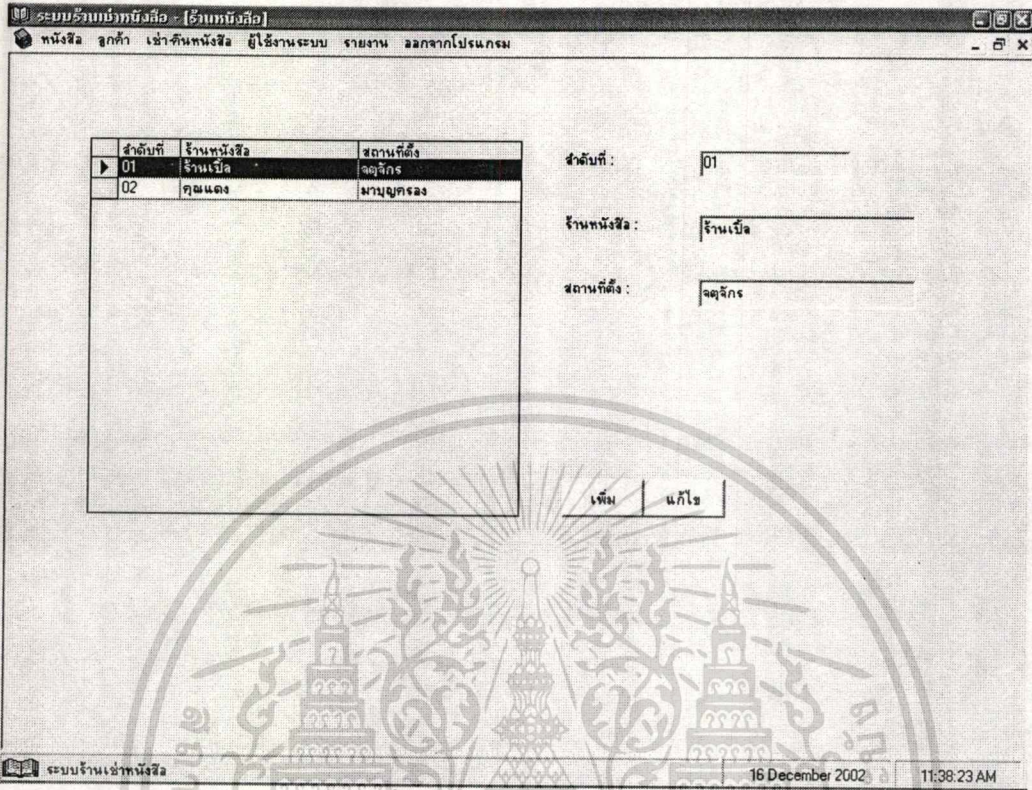 ระบบร้านเช่าหนังสือ - [ร้านหนังสือ]
หนังสือ ลูกค้า เช่า-คืนหนังสือ ผู้ใช้งานระบบ รายงาน ออกจากโปรแกรม
ลำดับที่ ร้านหนังสือ สถานที่ตั้ง
01 ร้านเปิ้ล จตุจักร
02 คุณแดง มาบุญครอง
ลำดับที่ : 01
ร้านหนังสือ : ร้านเปิ้ล
สถานที่ตั้ง : จตุจักร
เพิ่ม แก้ไข
ระบบร้านเช่าหนังสือ 16 December 2002 11:38:23 AM